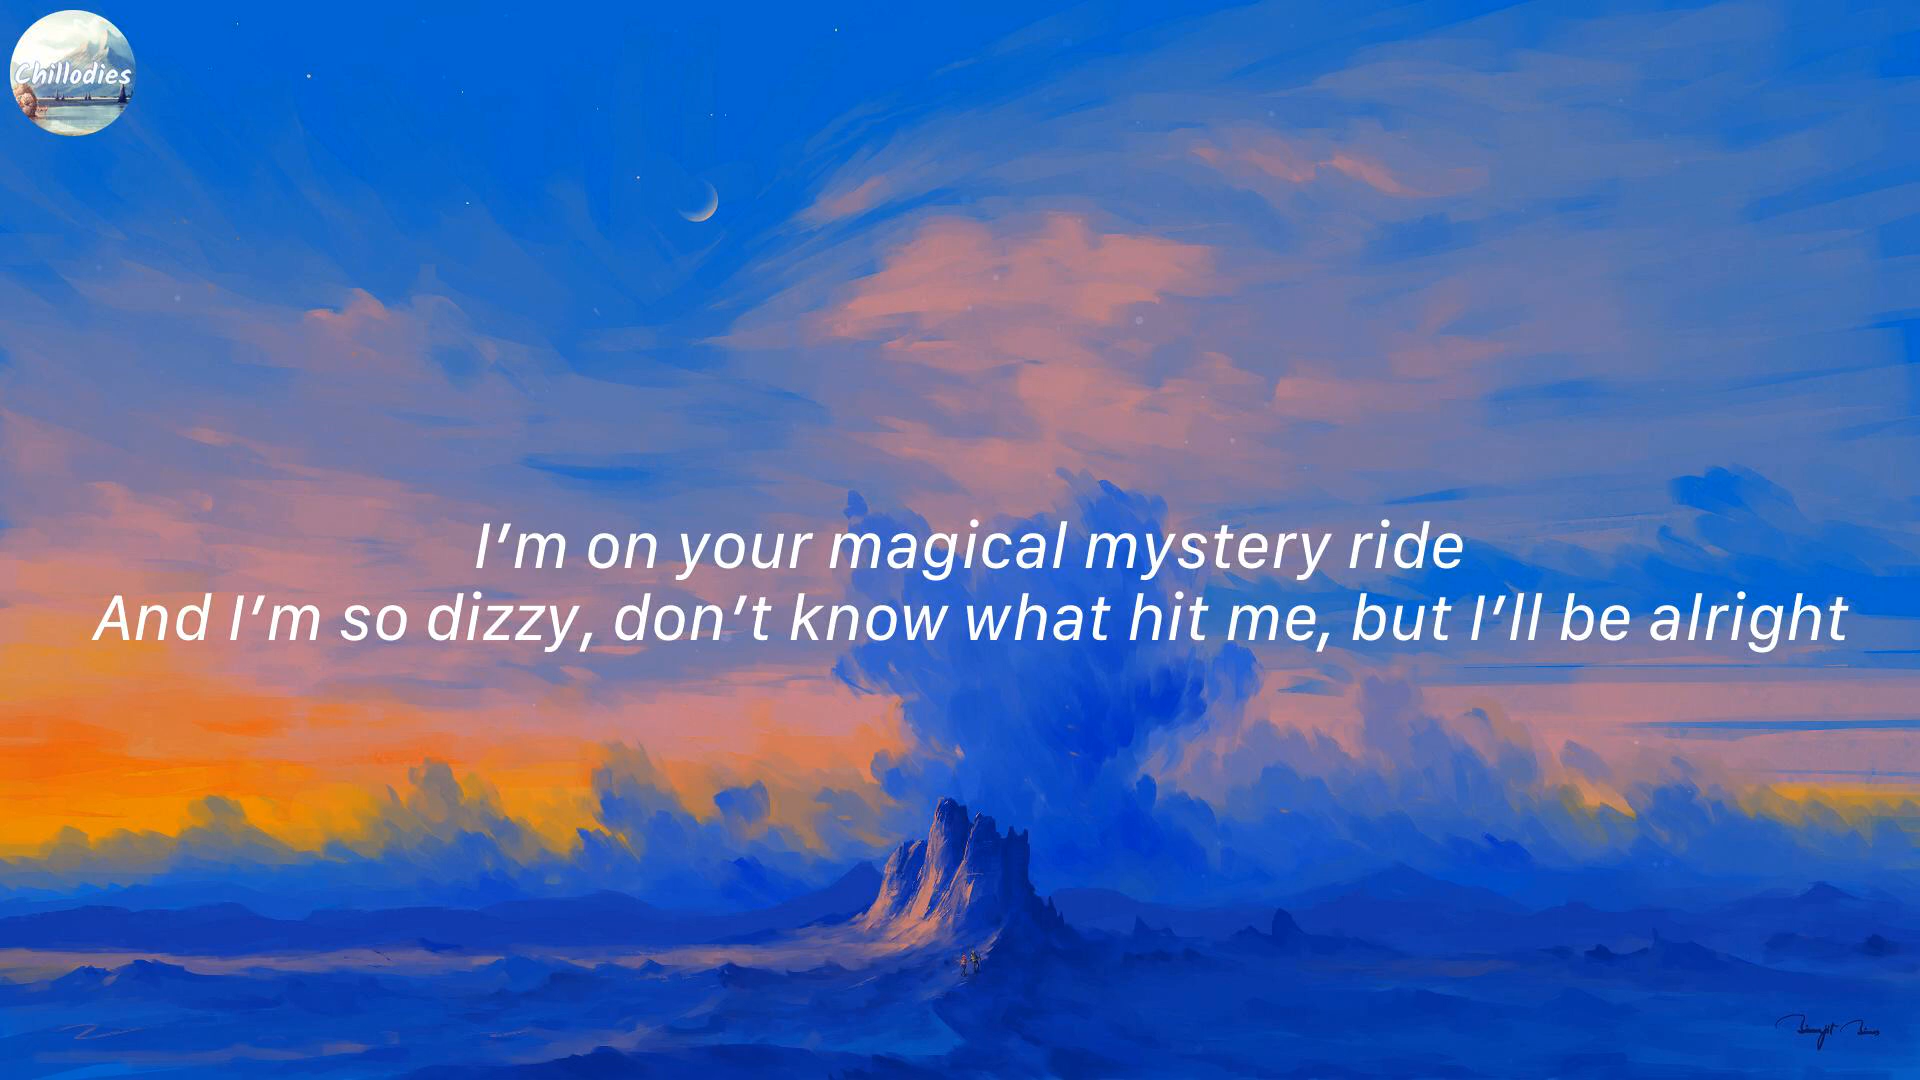 Chillodies
I’m on your magical mystery ride
And I’m so dizzy, don’t know what hit me, but I’ll be alright